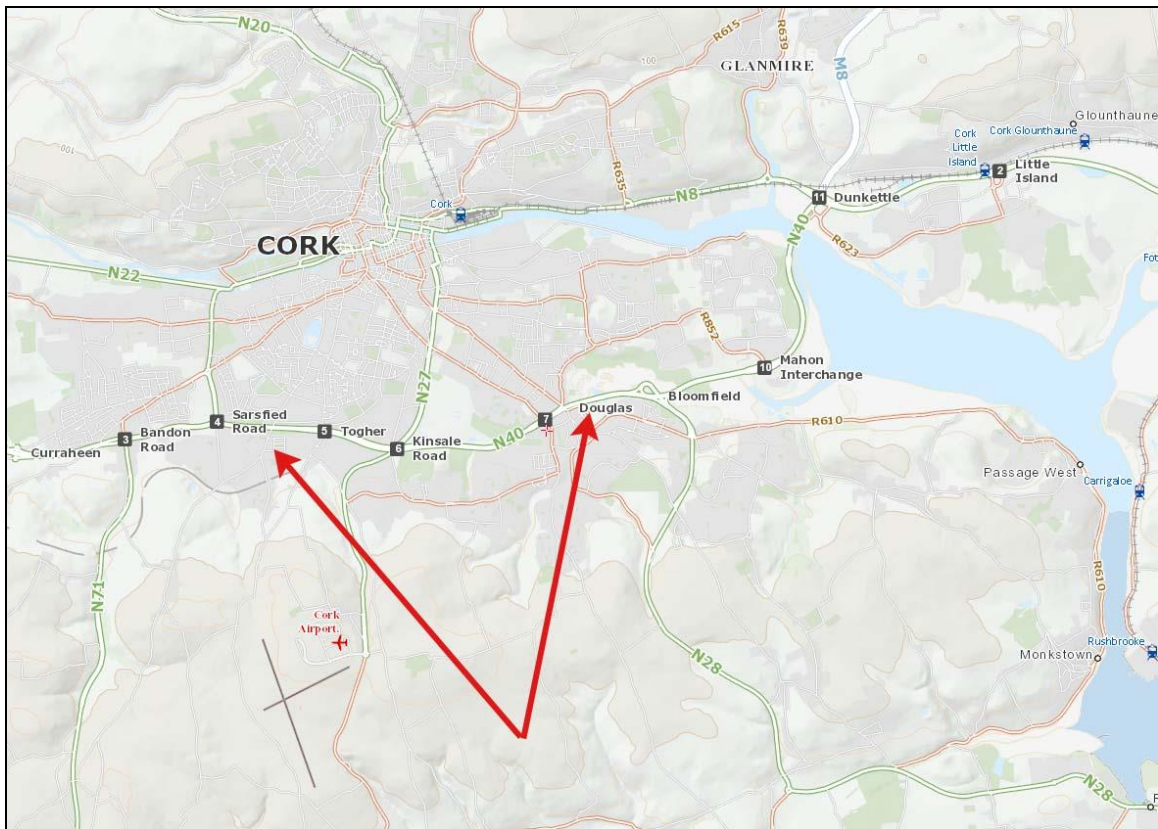 N20
R615
R639
M8
100
GLANMIRE
Glounthaune
Cork Glounthaune
Cork
Little
Island
001
R635
2
Little
Island
N8
11
Dunkettle
Cork
CORK
N40
R623
N22
R852
Mahon
Interchange
10
N27
Bloomfield
Douglas
7
Sarsfied
Road
4
R610
3
Bandon
Road
5
Togher
Kinsale
Road
6
N40
Curraheen
Passage West
Carrigaloe
R610
N71
Cork
Airport.
Rushbrooke
Monkstown
N28
N28